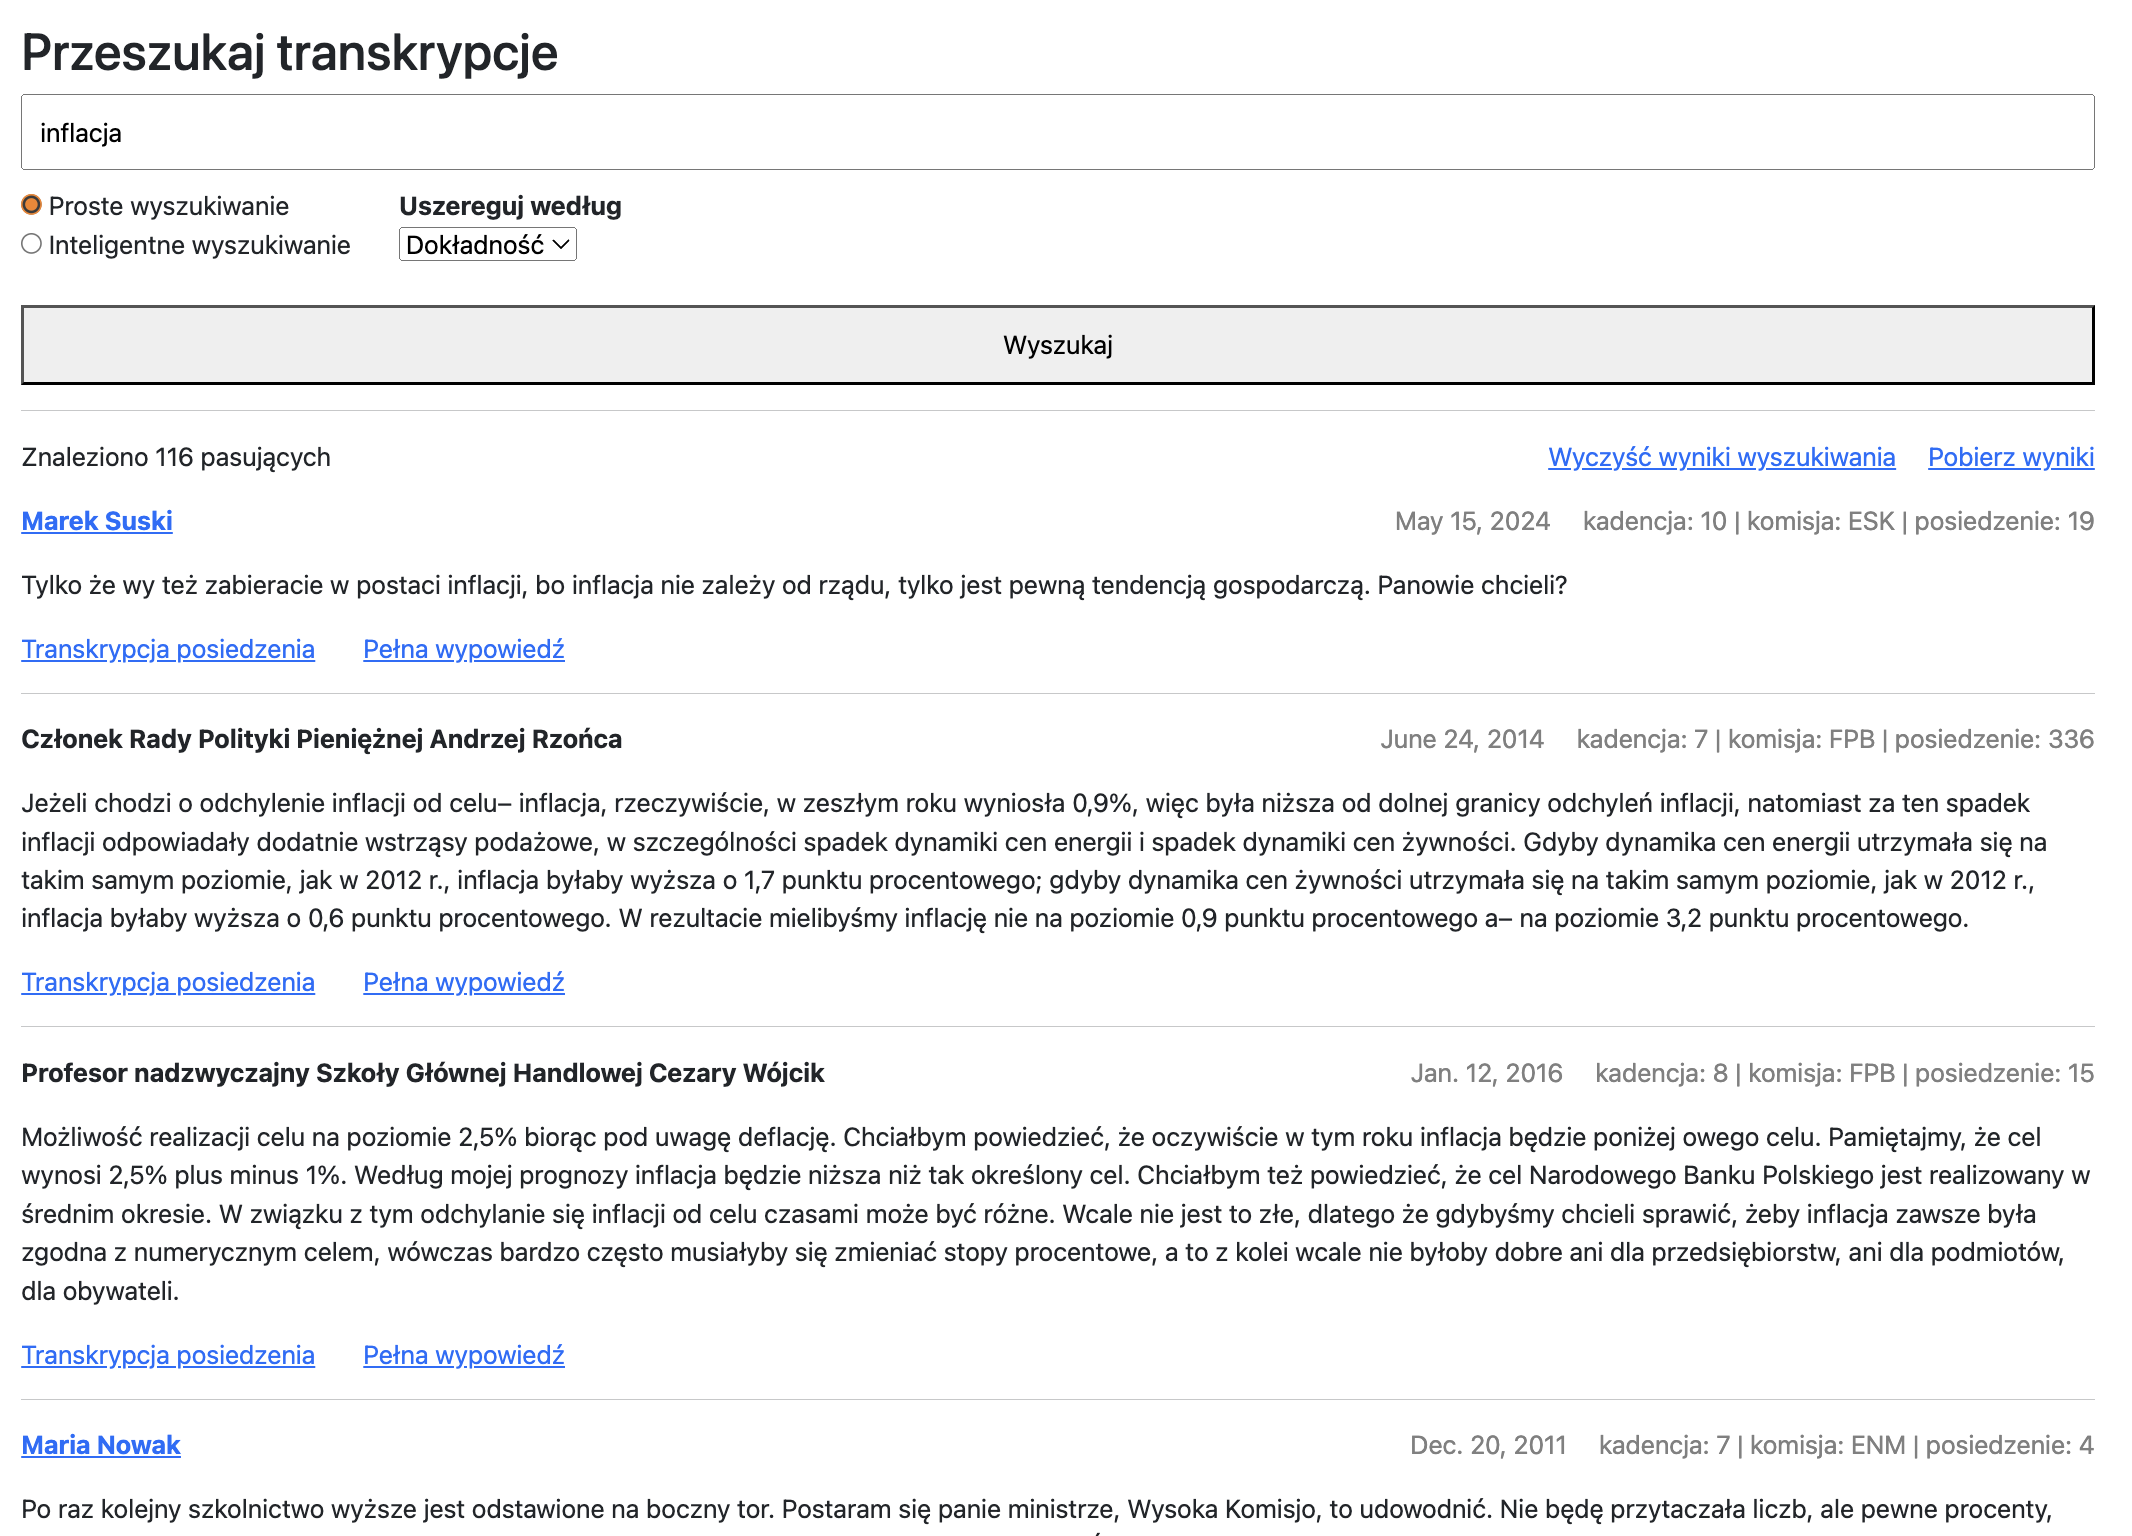 Przeszukaj transkrypcje
inflacja
Proste wyszukiwanie
Inteligentne wyszukiwanie
Uszereguj według
Dokładność
Wyszukaj
Znaleziono 116 pasujących
Wyczyść wyniki wyszukiwania Pobierz wyniki
Marek Suski
May 15, 2024 kadencja: 10 | komisja: ESK | posiedzenie: 19
Tylko że wy też zabieracie w postaci inflacji, bo inflacja nie zależy od rządu, tylko jest pewną tendencją gospodarczą. Panowie chcieli?
Transkrypcja posiedzenia Pełna wypowiedź
Członek Rady Polityki Pieniężnej Andrzej Rzońca
June 24, 2014 kadencja: 7 | komisja: FPB | posiedzenie: 336
Jeżeli chodzi o odchylenie inflacji od celu– inflacja, rzeczywiście, w zeszłym roku wyniosła 0,9%, więc była niższa od dolnej granicy odchyleń inflacji, natomiast za ten spadek
inflacji odpowiadały dodatnie wstrząsy podażowe, w szczególności spadek dynamiki cen energii i spadek dynamiki cen żywności. Gdyby dynamika cen energii utrzymała się na
takim samym poziomie, jak w 2012 r., inflacja byłaby wyższa o 1,7 punktu procentowego; gdyby dynamika cen żywności utrzymała się na takim samym poziomie, jak w 2012 r.,
inflacja byłaby wyższa o 0,6 punktu procentowego. W rezultacie mielibyśmy inflację nie na poziomie 0,9 punktu procentowego a– na poziomie 3,2 punktu procentowego.
Transkrypcja posiedzenia Pełna wypowiedź
Profesor nadzwyczajny Szkoły Głównej Handlowej Cezary Wójcik
Jan. 12, 2016 kadencja: 8 | komisja: FPB | posiedzenie: 15
Możliwość realizacji celu na poziomie 2,5% biorąc pod uwagę deflację. Chciałbym powiedzieć, że oczywiście w tym roku inflacja będzie poniżej owego celu. Pamiętajmy, że cel
wynosi 2,5% plus minus 1%. Według mojej prognozy inflacja będzie niższa niż tak określony cel. Chciałbym też powiedzieć, że cel Narodowego Banku Polskiego jest realizowany w
średnim okresie. W związku z tym odchylanie się inflacji od celu czasami może być różne. Wcale nie jest to złe, dlatego że gdybyśmy chcieli sprawić, żeby inflacja zawsze była
zgodna z numerycznym celem, wówczas bardzo często musiałyby się zmieniać stopy procentowe, a to z kolei wcale nie byłoby dobre ani dla przedsiębiorstw, ani dla podmiotów,
dla obywateli.
Transkrypcja posiedzenia Pełna wypowiedź
Maria Nowak
Dec. 20, 2011 kadencja: 7 | komisja: ENM | posiedzenie: 4
Po raz kolejny szkolnictwo wyższe jest odstawione na boczny tor. Postaram się panie ministrze, Wysoka Komisjo, to udowodnić. Nie będę przytaczała liczb, ale pewne procenty,